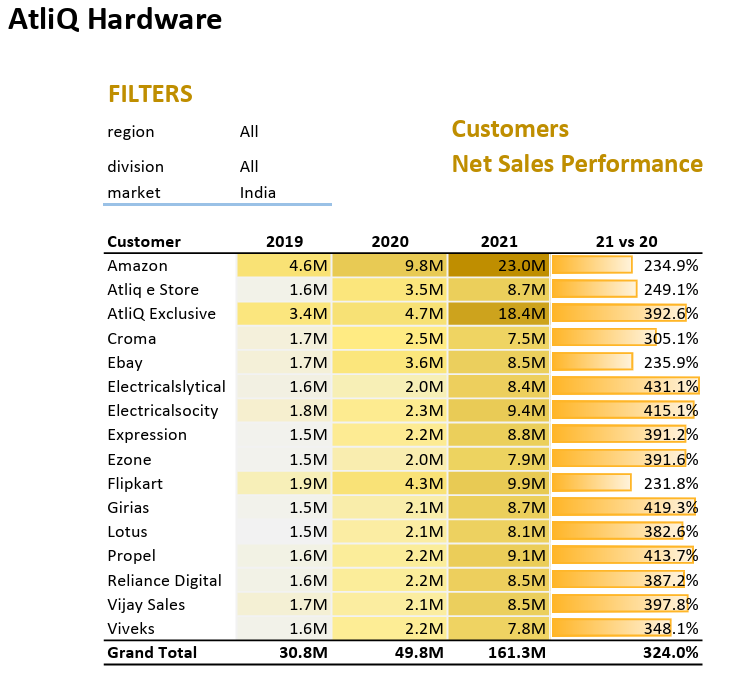 AtliQ Hardware
FILTERS
region All
Customers
division All
Net Sales Performance
market India
Customer 2019 2020 2021 21 vs 20
Amazon 4.6M 9.8M 23.0M 234.9%
Atliq e Store 1.6M 3.5M 8.7M 249.1%
AtliQ Exclusive 3.4M 4.7M 18.4M 392.6%
Croma 1.7M 2.5M 7.5M 305.1%
Ebay 1.7M 3.6M 8.5M 235.9%
Electricalslytical 1.6M 2.0M 8.4M 431.1%
Electricalsocity 1.8M 2.3M 9.4M 415.1%
Expression 1.5M 2.2M 8.8M 391.2%
Ezone 1.5M 2.0M 7.9M 391.6%
Flipkart 1.9M 4.3M 9.9M 231.8%
Girias 1.5M 2.1M 8.7M 419.3%
Lotus 1.5M 2.1M 8.1M 382.6%
Propel 1.6M 2.2M 9.1M 413.7%
Reliance Digital 1.6M 2.2M 8.5M 387.2%
Vijay Sales 1.7M 2.1M 8.5M 397.8%
Viveks 1.6M 2.2M 7.8M 348.1%
Grand Total 30.8M 49.8M 161.3M 324.0%